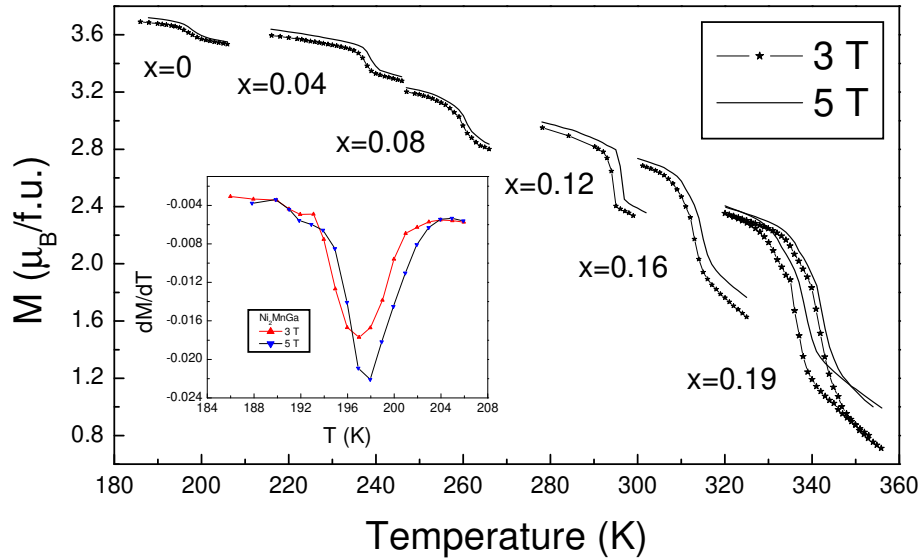 3.6
3.2
2.8
2.4
2.0
1.6
1.2
0.8
M (μB/f.u.)
180
200
220
240
260
280
300
320
340
360
Temperature (K)
x=0
x=0.04
x=0.08
x=0.12
x=0.16
x=0.19
3 T
5 T
-0.004
-0.008
-0.012
-0.016
-0.020
-0.024
dM/dT
184
188
192
196
200
204
208
T (K)
Ni₂MnGa
3 T
5 T